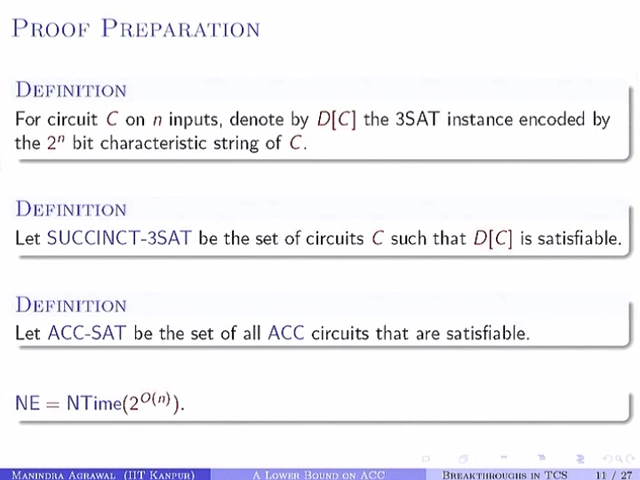 PROOF PREPARATION
DEFINITION
For circuit C on n inputs, denote by D[C] the 3SAT instance encoded by
the 2ⁿ bit characteristic string of C.
DEFINITION
Let SUCCINCT-3SAT be the set of circuits C such that D[C] is satisfiable.
DEFINITION
Let ACC-SAT be the set of all ACC circuits that are satisfiable.
NE = NTime(2^{O(n)}).
MANINDRA AGRAWAL (IIT KANPUR) A LOWER BOUND ON ACC BREAKTHROUGHS IN TCS 11 / 27